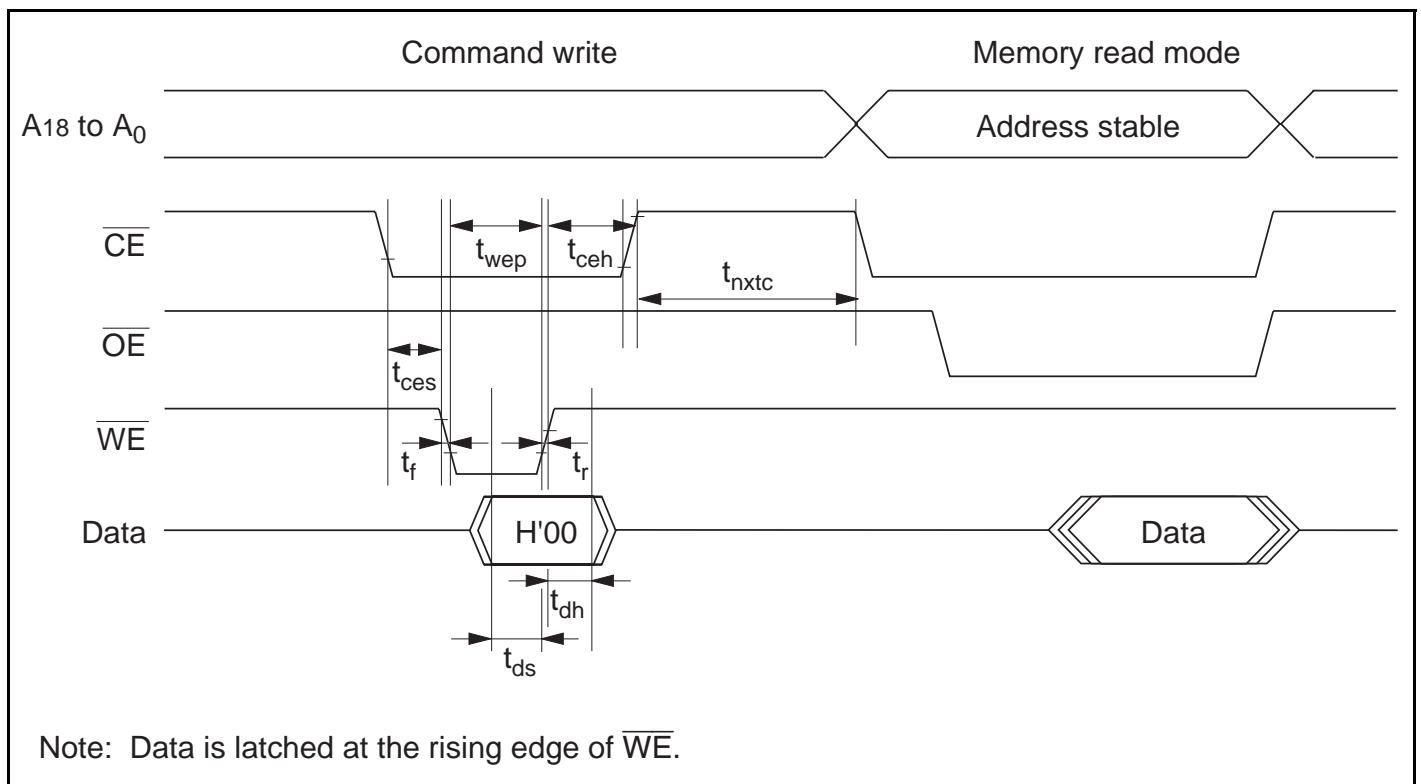 Command write
Memory read mode
A18 to A0
Address stable
CE
twep
tceh
tnxtc
OE
tces
WE
tf
tr
Data
H'00
Data
tdh
tds
Note: Data is latched at the rising edge of WE.